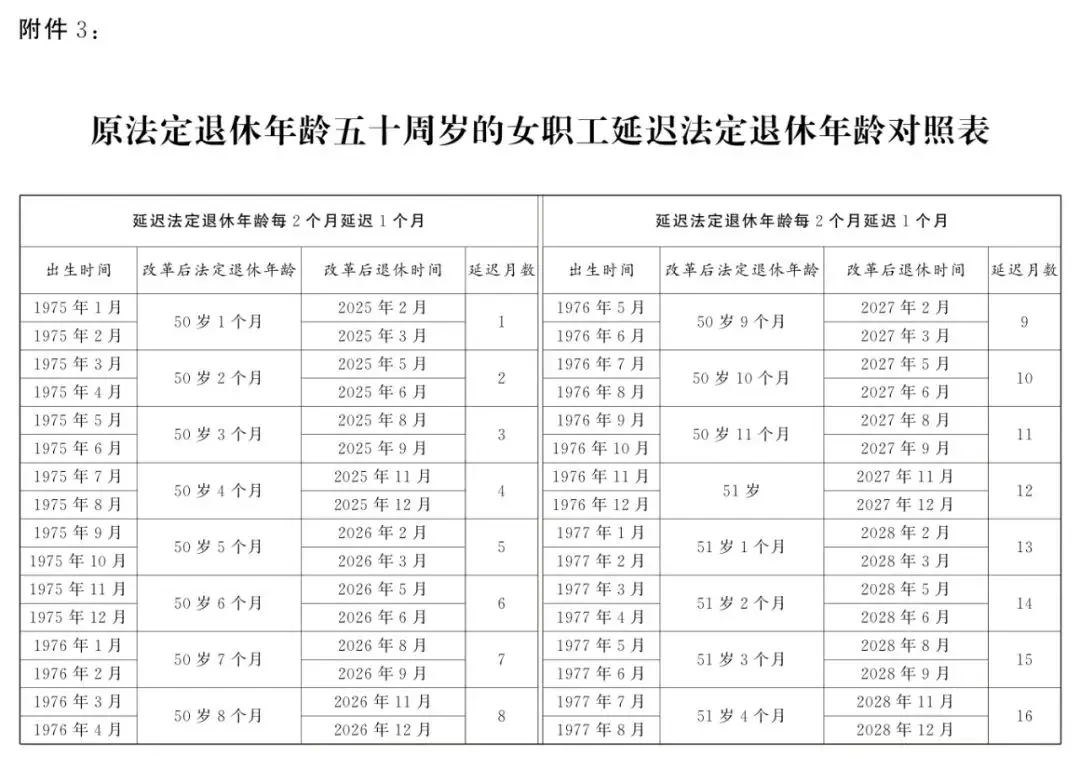 附件 3：
原法定退休年龄五十周岁的女职工延迟法定退休年龄对照表
延迟法定退休年龄每 2 个月延迟 1 个月 延迟法定退休年龄每 2 个月延迟 1 个月
出生时间 改革后法定退休年龄 改革后退休时间 延迟月数 出生时间 改革后法定退休年龄 改革后退休时间 延迟月数
1975 年 1 月 50 岁 1 个月 2025 年 2 月 1 1976 年 5 月 50 岁 9 个月 2027 年 2 月 9
1975 年 2 月 2025 年 3 月 1976 年 6 月 2027 年 3 月
1975 年 3 月 50 岁 2 个月 2025 年 5 月 2 1976 年 7 月 50 岁 10 个月 2027 年 5 月 10
1975 年 4 月 2025 年 6 月 1976 年 8 月 2027 年 6 月
1975 年 5 月 50 岁 3 个月 2025 年 8 月 3 1976 年 9 月 50 岁 11 个月 2027 年 8 月 11
1975 年 6 月 2025 年 9 月 1976 年 10 月 2027 年 9 月
1975 年 7 月 50 岁 4 个月 2025 年 11 月 4 1976 年 11 月 51 岁 2027 年 11 月 12
1975 年 8 月 2025 年 12 月 1976 年 12 月 2027 年 12 月
1975 年 9 月 50 岁 5 个月 2026 年 2 月 5 1977 年 1 月 51 岁 1 个月 2028 年 2 月 13
1975 年 10 月 2026 年 3 月 1977 年 2 月 2028 年 3 月
1975 年 11 月 50 岁 6 个月 2026 年 5 月 6 1977 年 3 月 51 岁 2 个月 2028 年 5 月 14
1975 年 12 月 2026 年 6 月 1977 年 4 月 2028 年 6 月
1976 年 1 月 50 岁 7 个月 2026 年 8 月 7 1977 年 5 月 51 岁 3 个月 2028 年 8 月 15
1976 年 2 月 2026 年 9 月 1977 年 6 月 2028 年 9 月
1976 年 3 月 50 岁 8 个月 2026 年 11 月 8 1977 年 7 月 51 岁 4 个月 2028 年 11 月 16
1976 年 4 月 2026 年 12 月 1977 年 8 月 2028 年 12 月